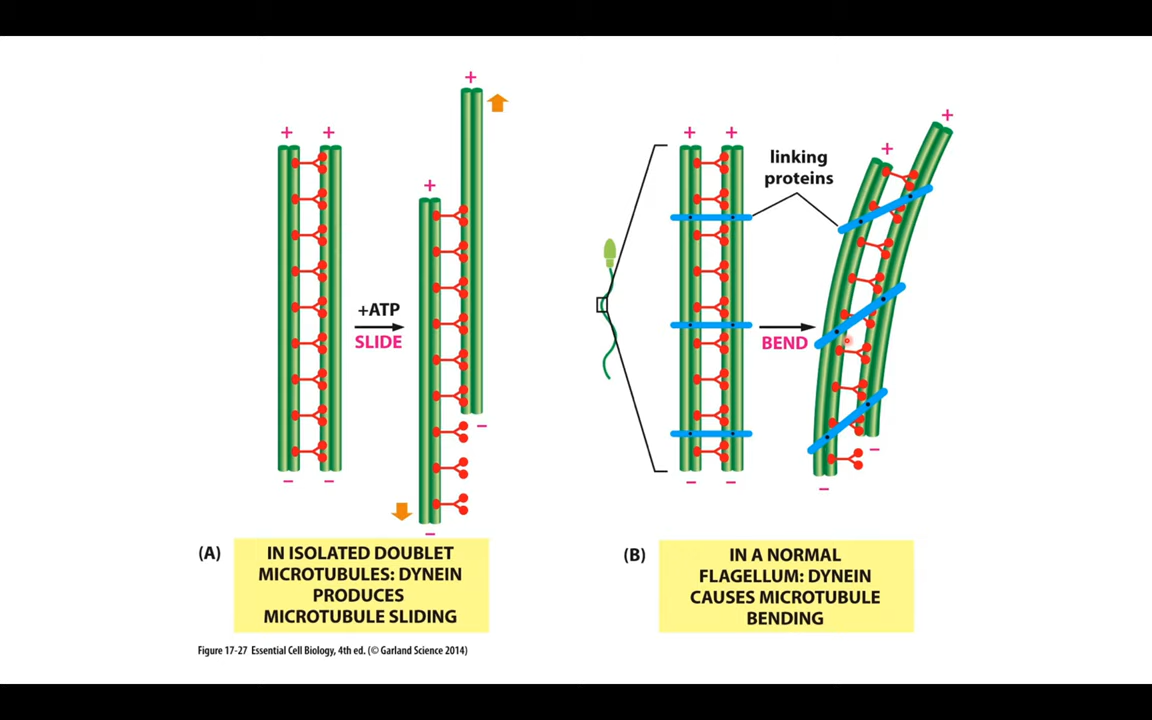 +
+ +
+
+ATP
SLIDE
– –
–
–
(A)
IN ISOLATED DOUBLET
MICROTUBULES: DYNEIN
PRODUCES
MICROTUBULE SLIDING
+ +
linking
proteins
+
+
BEND
– –
–
–
(B)
IN A NORMAL
FLAGELLUM: DYNEIN
CAUSES MICROTUBULE
BENDING
Figure 17-27 Essential Cell Biology, 4th ed. (© Garland Science 2014)